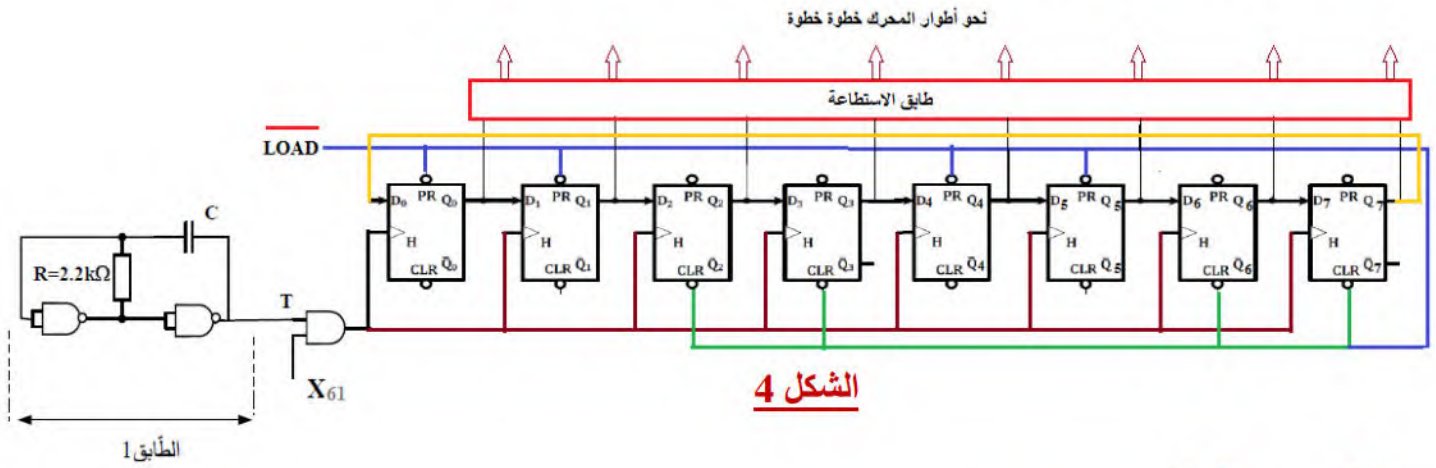 نحو أطوار المحرك خطوة خطوة
طابق الاستطاعة
LOAD
D₀ PR Q₀
H
CLR Q̅₀
D₁ PR Q₁
H
CLR Q̅₁
D₂ PR Q₂
H
CLR Q̅₂
D₃ PR Q₃
H
CLR Q̅₃
D₄ PR Q₄
H
CLR Q̅₄
D₅ PR Q₅
H
CLR Q̅₅
D₆ PR Q₆
H
CLR Q̅₆
D₇ PR Q₇
H
CLR Q̅₇
C
R=2.2kΩ
T
X₆₁
الشكل 4
الطّابق1